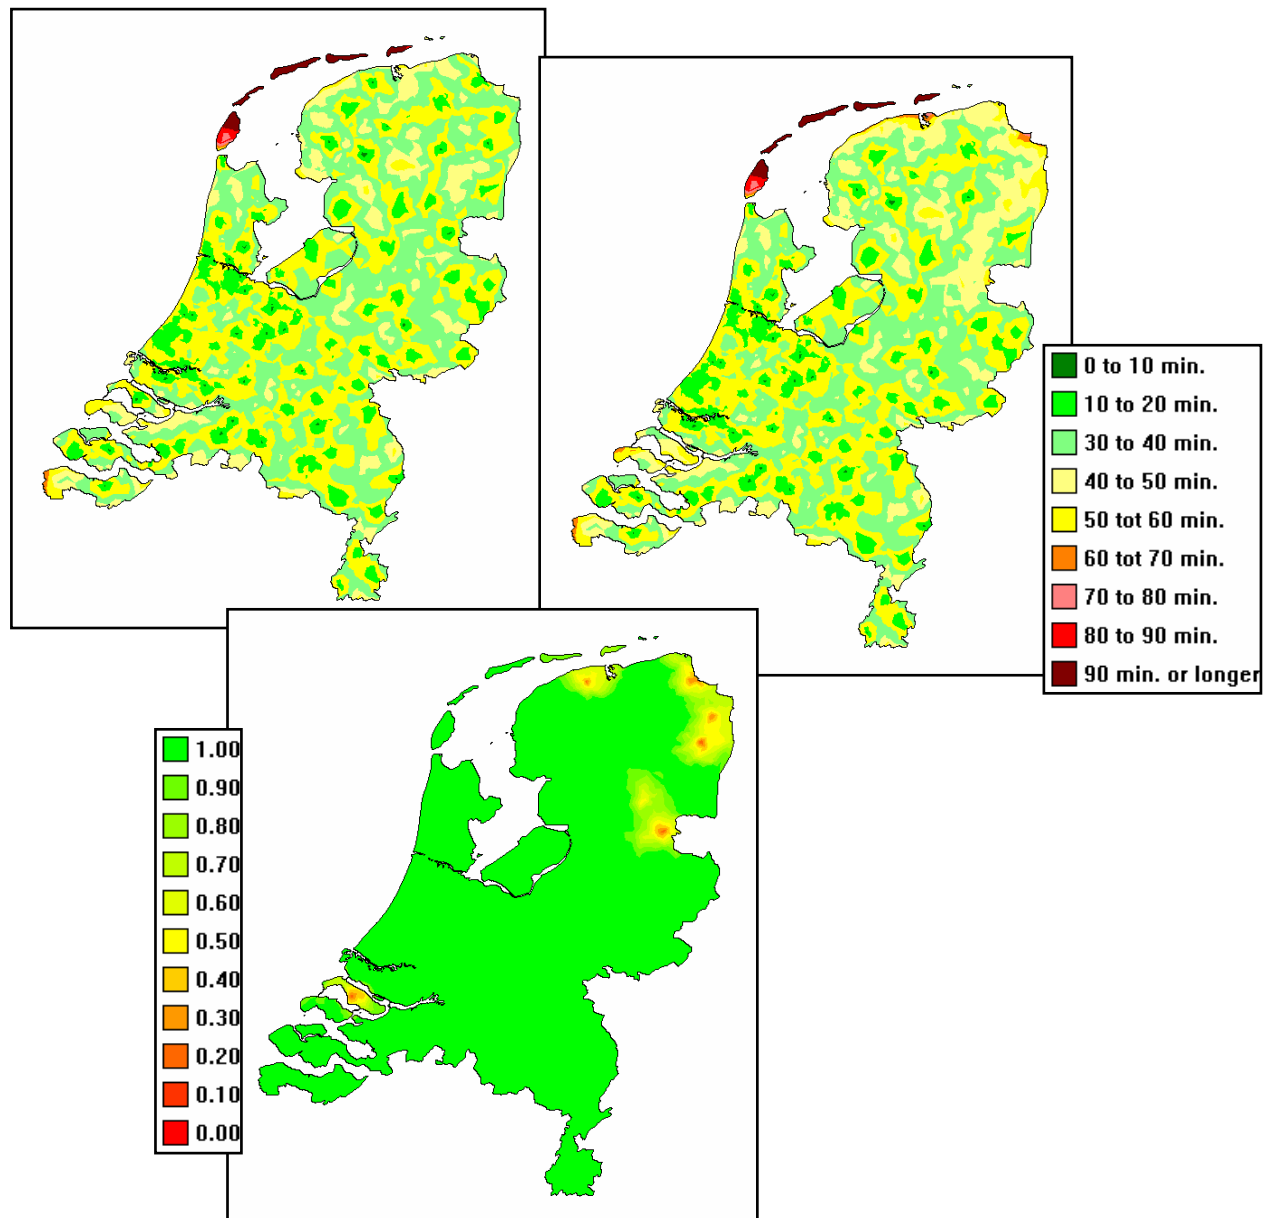 0 to 10 min.
10 to 20 min.
30 to 40 min.
40 to 50 min.
50 tot 60 min.
60 tot 70 min.
70 to 80 min.
80 to 90 min.
90 min. or longer
1.00
0.90
0.80
0.70
0.60
0.50
0.40
0.30
0.20
0.10
0.00